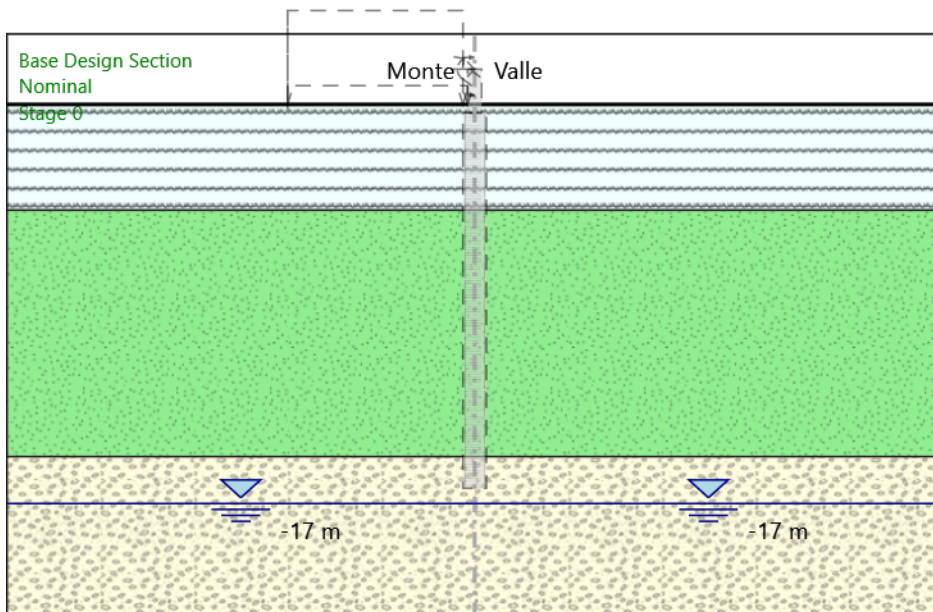 Base Design Section
Nominal
Stage 0
Monte Valle
-17 m -17 m